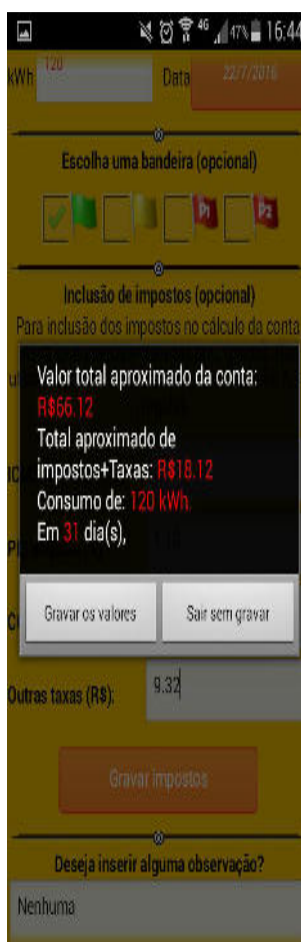 4G 47% 16:44
kWh 120 Data 22/7/2016
Escolha uma bandeira (opcional)
P1 P2
Inclusão de impostos (opcional)
Para inclusão dos impostos no cálculo da conta
Valor total aproximado da conta:
R$66.12
Total aproximado de
impostos+Taxas: R$18.12
Consumo de: 120 kWh.
Em 31 dia(s),
Gravar os valores Sair sem gravar
Outras taxas (R$): 9.32
Gravar impostos
Deseja inserir alguma observação?
Nenhuma